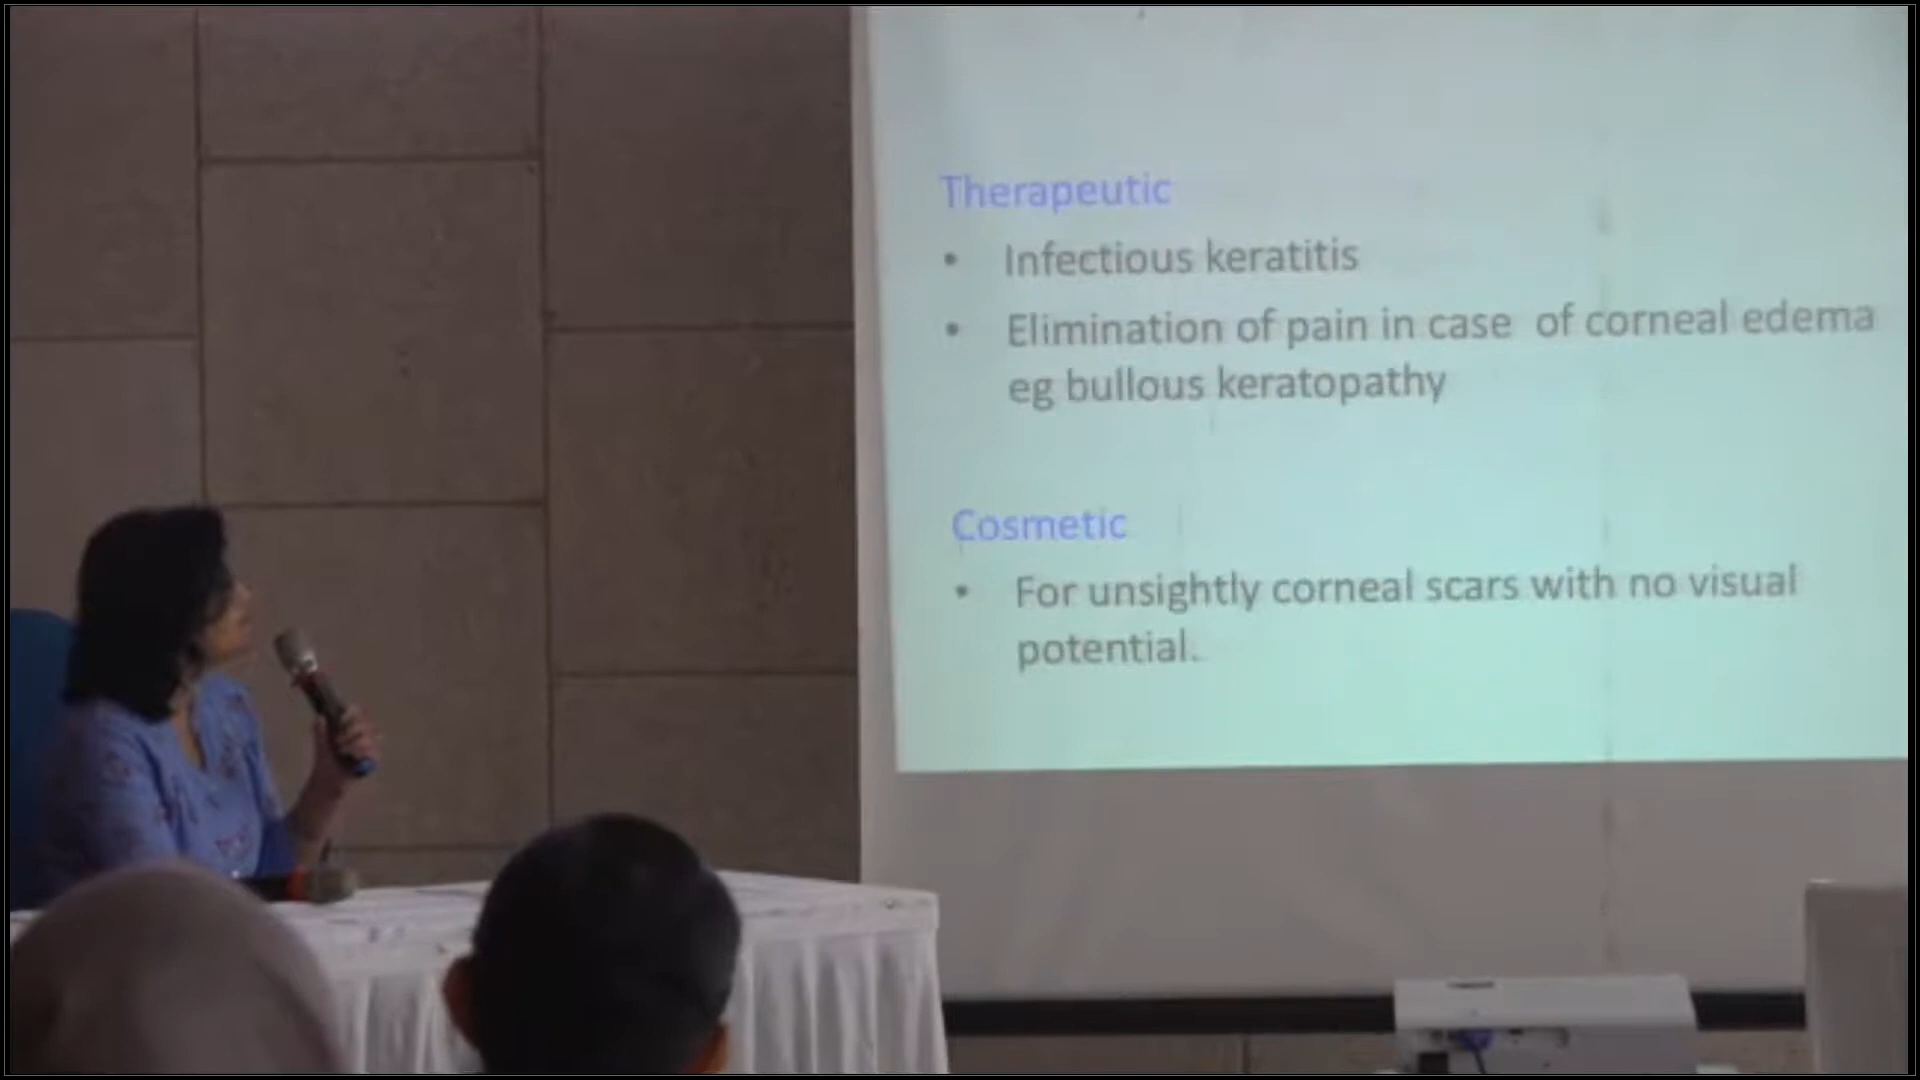 Therapeutic
• Infectious keratitis
• Elimination of pain in case of corneal edema
eg bullous keratopathy
Cosmetic
• For unsightly corneal scars with no visual
potential.